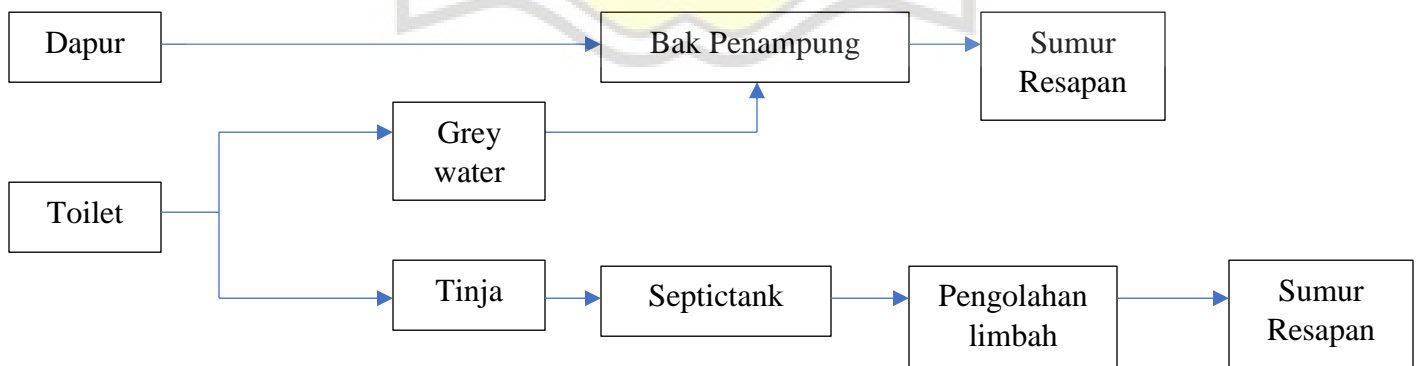 Dapur
Bak Penampung
Sumur
Resapan
Grey
water
Toilet
Tinja
Septictank
Pengolahan
limbah
Sumur
Resapan